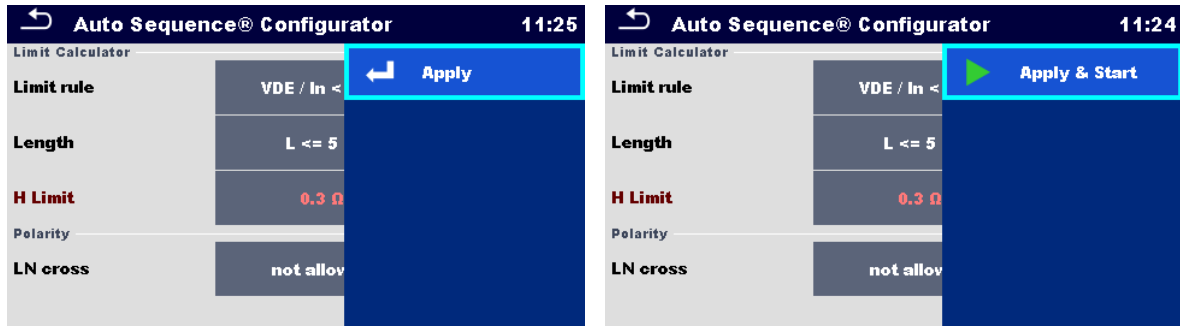 Auto Sequence® Configurator 11:25
Limit Calculator
Apply
Limit rule VDE / In <
Length L <= 5
H Limit 0.3 Ω
Polarity
LN cross not allow
Auto Sequence® Configurator 11:24
Limit Calculator
Apply & Start
Limit rule VDE / In <
Length L <= 5
H Limit 0.3 Ω
Polarity
LN cross not allow